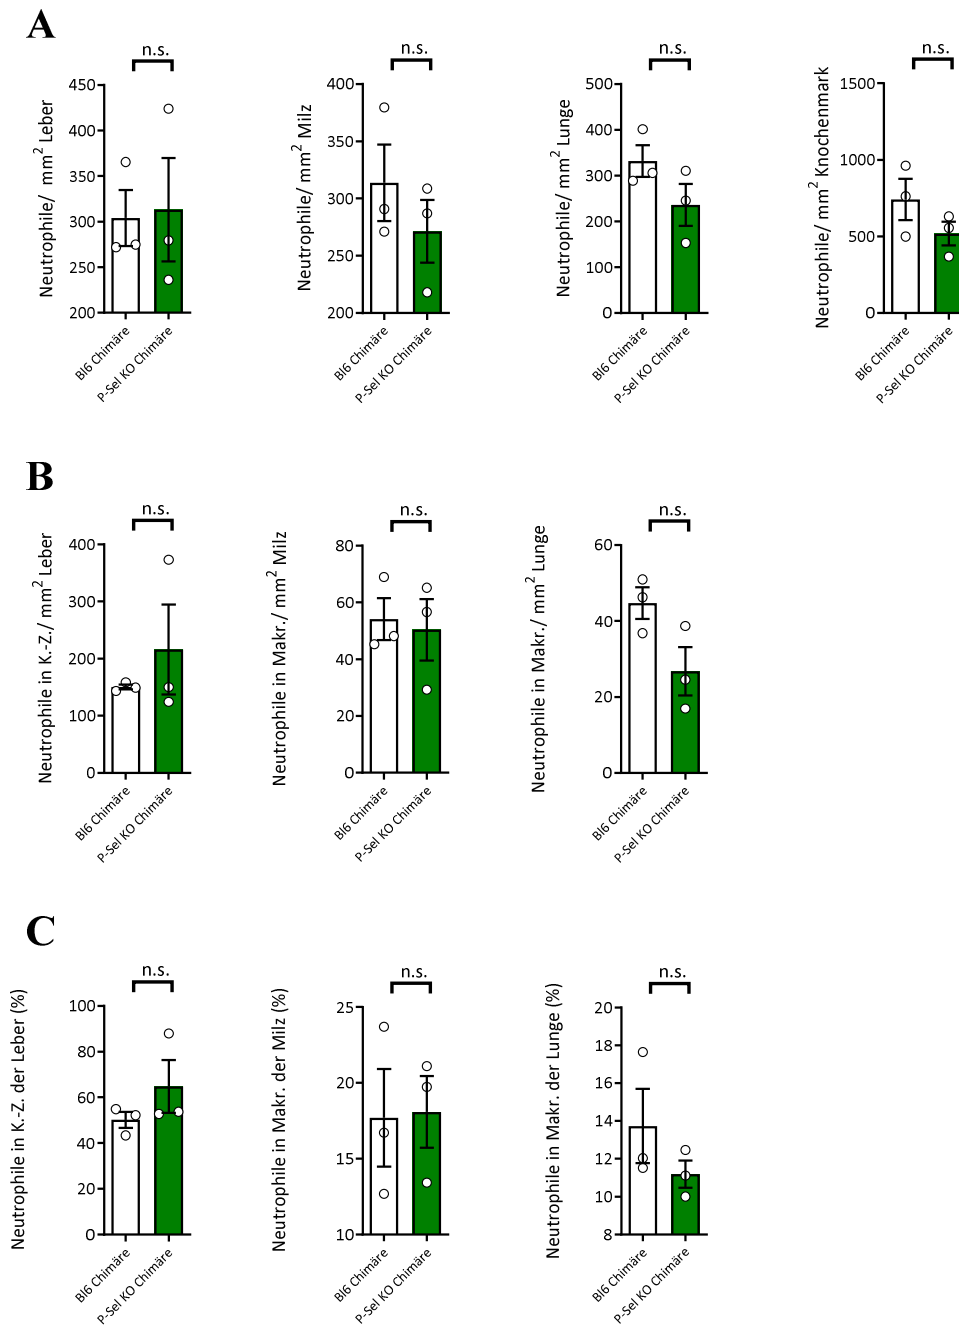 A
n.s.
Neutrophile/ mm² Leber
450
400
350
300
250
200
Bl6 Chimäre
P-Sel KO Chimäre
n.s.
Neutrophile/ mm² Milz
400
350
300
250
200
Bl6 Chimäre
P-Sel KO Chimäre
n.s.
Neutrophile/ mm² Lunge
500
400
300
200
100
0
Bl6 Chimäre
P-Sel KO Chimäre
n.s.
Neutrophile/ mm² Knochenmark
1500
1000
500
0
Bl6 Chimäre
P-Sel KO Chimäre
B
n.s.
Neutrophile in K.-Z./ mm² Leber
400
300
200
100
0
Bl6 Chimäre
P-Sel KO Chimäre
n.s.
Neutrophile in Makr./ mm² Milz
80
60
40
20
0
Bl6 Chimäre
P-Sel KO Chimäre
n.s.
Neutrophile in Makr./ mm² Lunge
60
40
20
0
Bl6 Chimäre
P-Sel KO Chimäre
C
n.s.
Neutrophile in K.-Z. der Leber (%)
100
80
60
40
20
0
Bl6 Chimäre
P-Sel KO Chimäre
n.s.
Neutrophile in Makr. der Milz (%)
25
20
15
10
Bl6 Chimäre
P-Sel KO Chimäre
n.s.
Neutrophile in Makr. der Lunge (%)
20
18
16
14
12
10
8
Bl6 Chimäre
P-Sel KO Chimäre